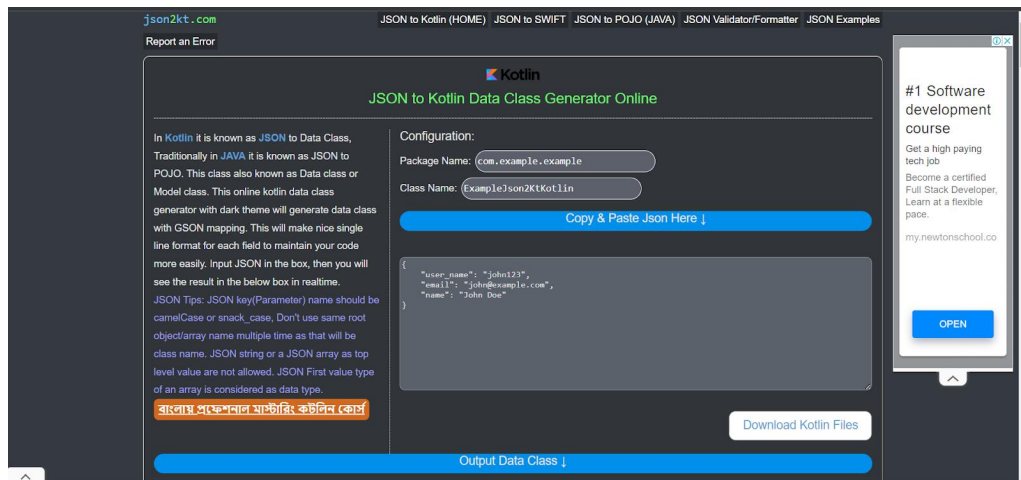 json2kt.com
JSON to Kotlin (HOME) JSON to SWIFT JSON to POJO (JAVA) JSON Validator/Formatter JSON Examples
Report an Error
Kotlin
JSON to Kotlin Data Class Generator Online
In Kotlin it is known as JSON to Data Class,
Traditionally in JAVA it is known as JSON to
POJO. This class also known as Data class or
Model class. This online kotlin data class
generator with dark theme will generate data class
with GSON mapping. This will make nice single
line format for each field to maintain your code
more easily. Input JSON in the box, then you will
see the result in the below box in realtime.
JSON Tips: JSON key(Parameter) name should be
camelCase or snack_case, Don't use same root
object/array name multiple time as that will be
class name. JSON string or a JSON array as top
level value are not allowed. JSON First value type
of an array is considered as data type.
বাংলায় প্রফেশনাল মাস্টারিং কটলিন কোর্স
Configuration:
Package Name: com.example.example
Class Name: ExampleJson2KtKotlin
Copy & Paste Json Here ↓
{
"user_name": "john123",
"email": "john@example.com",
"name": "John Doe"
}
Download Kotlin Files
Output Data Class ↓
#1 Software
development
course
Get a high paying
tech job
Become a certified
Full Stack Developer,
Learn at a flexible
pace.
my.newtonschool.co
OPEN